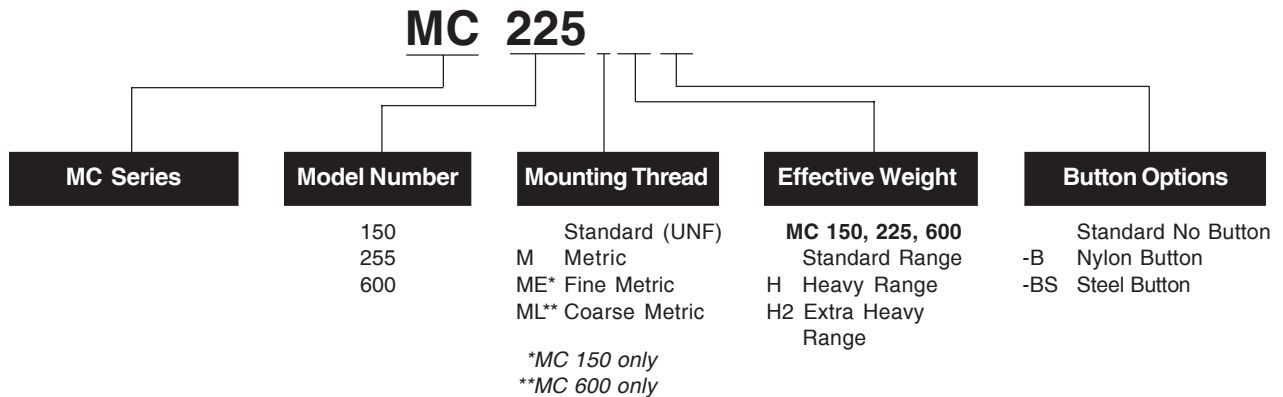 MC 225
MC Series
Model Number
Mounting Thread
Effective Weight
Button Options
150
255
600
Standard (UNF)
M Metric
ME* Fine Metric
ML** Coarse Metric
*MC 150 only
**MC 600 only
MC 150, 225, 600
Standard Range
H Heavy Range
H2 Extra Heavy
Range
Standard No Button
-B Nylon Button
-BS Steel Button